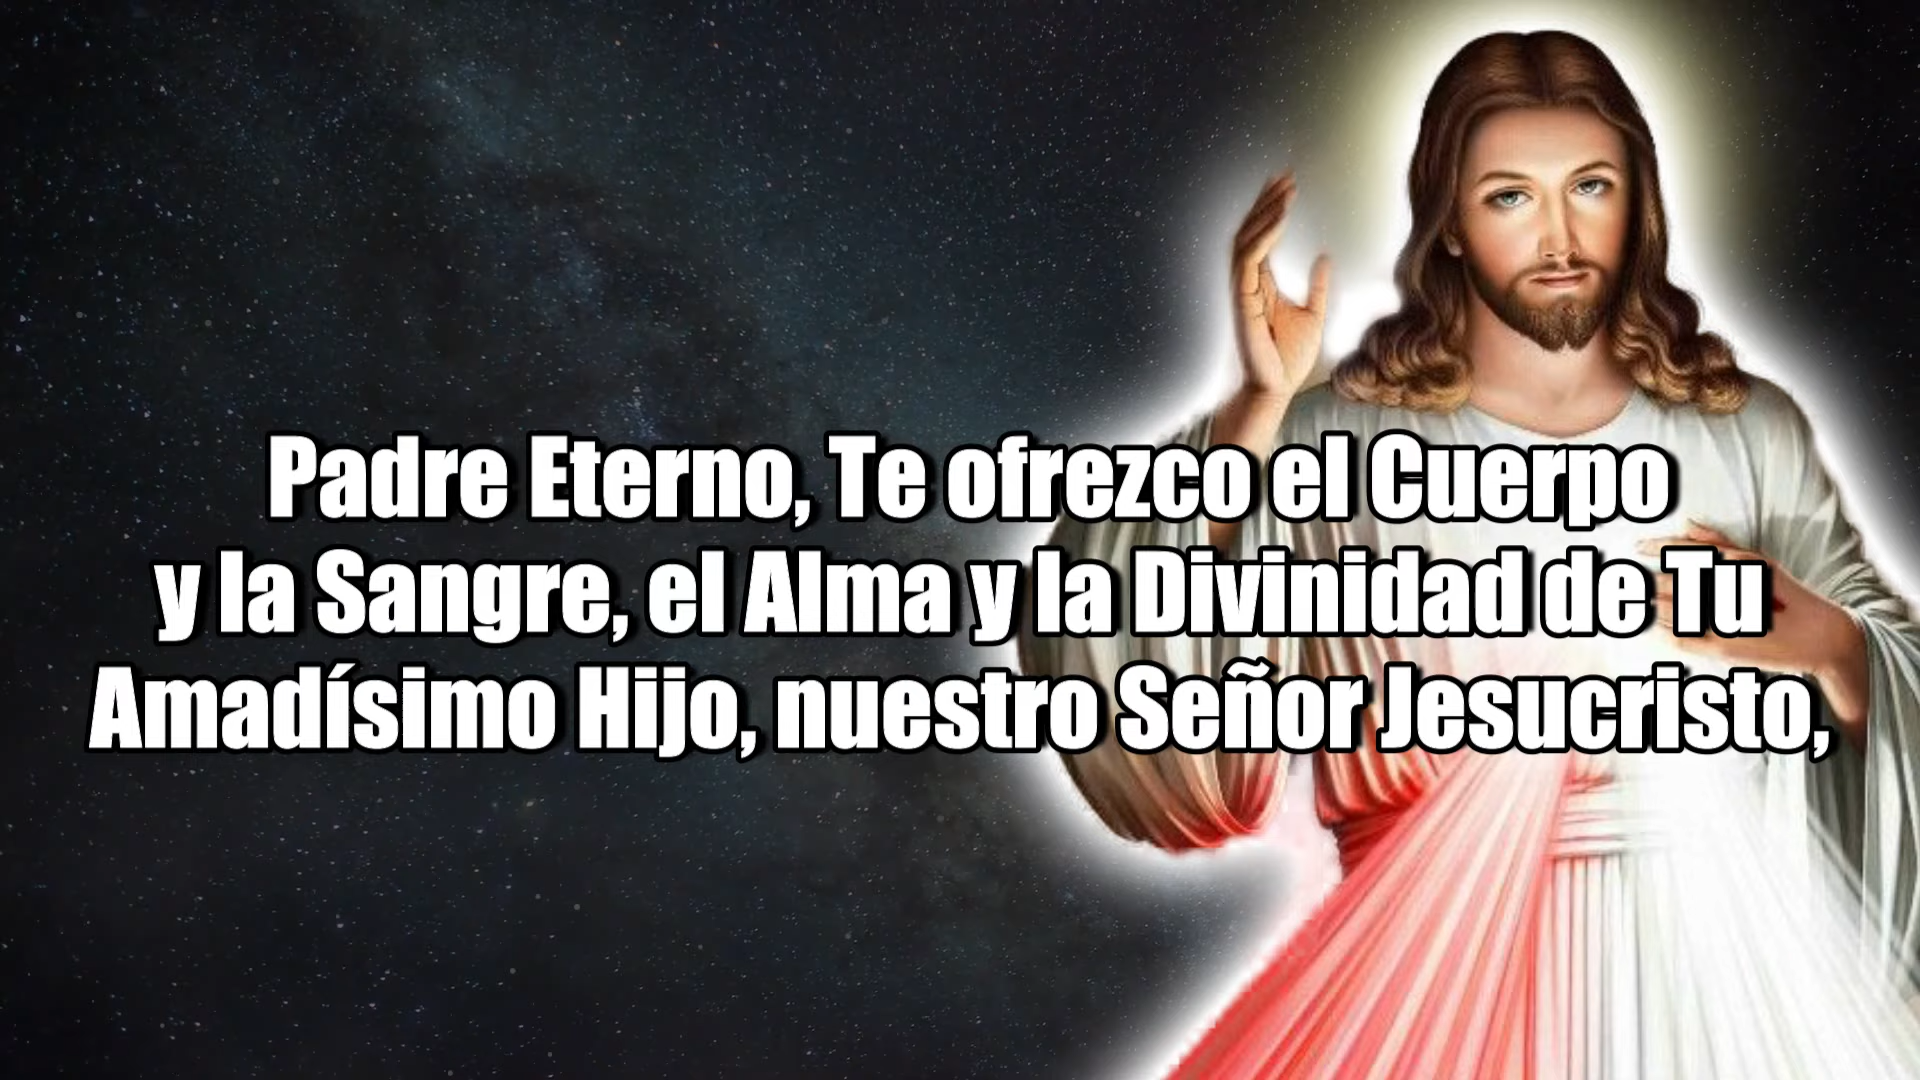 Padre Eterno, Te ofrezco el Cuerpo
y la Sangre, el Alma y la Divinidad de Tu
Amadísimo Hijo, nuestro Señor Jesucristo,